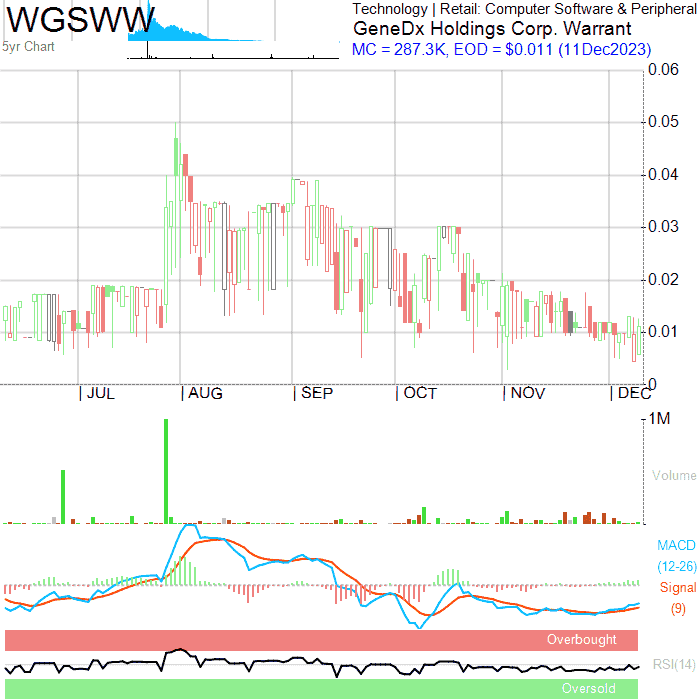 WGSWW
5yr Chart
Technology | Retail: Computer Software & Peripheral
GeneDx Holdings Corp. Warrant
MC = 287.3K, EOD = $0.011 (11Dec2023)
0.06
0.05
0.04
0.03
0.02
0.01
0
| JUL | AUG | SEP | OCT | NOV | DEC
1M
Volume
MACD
(12-26)
Signal
(9)
Overbought
RSI(14)
Oversold